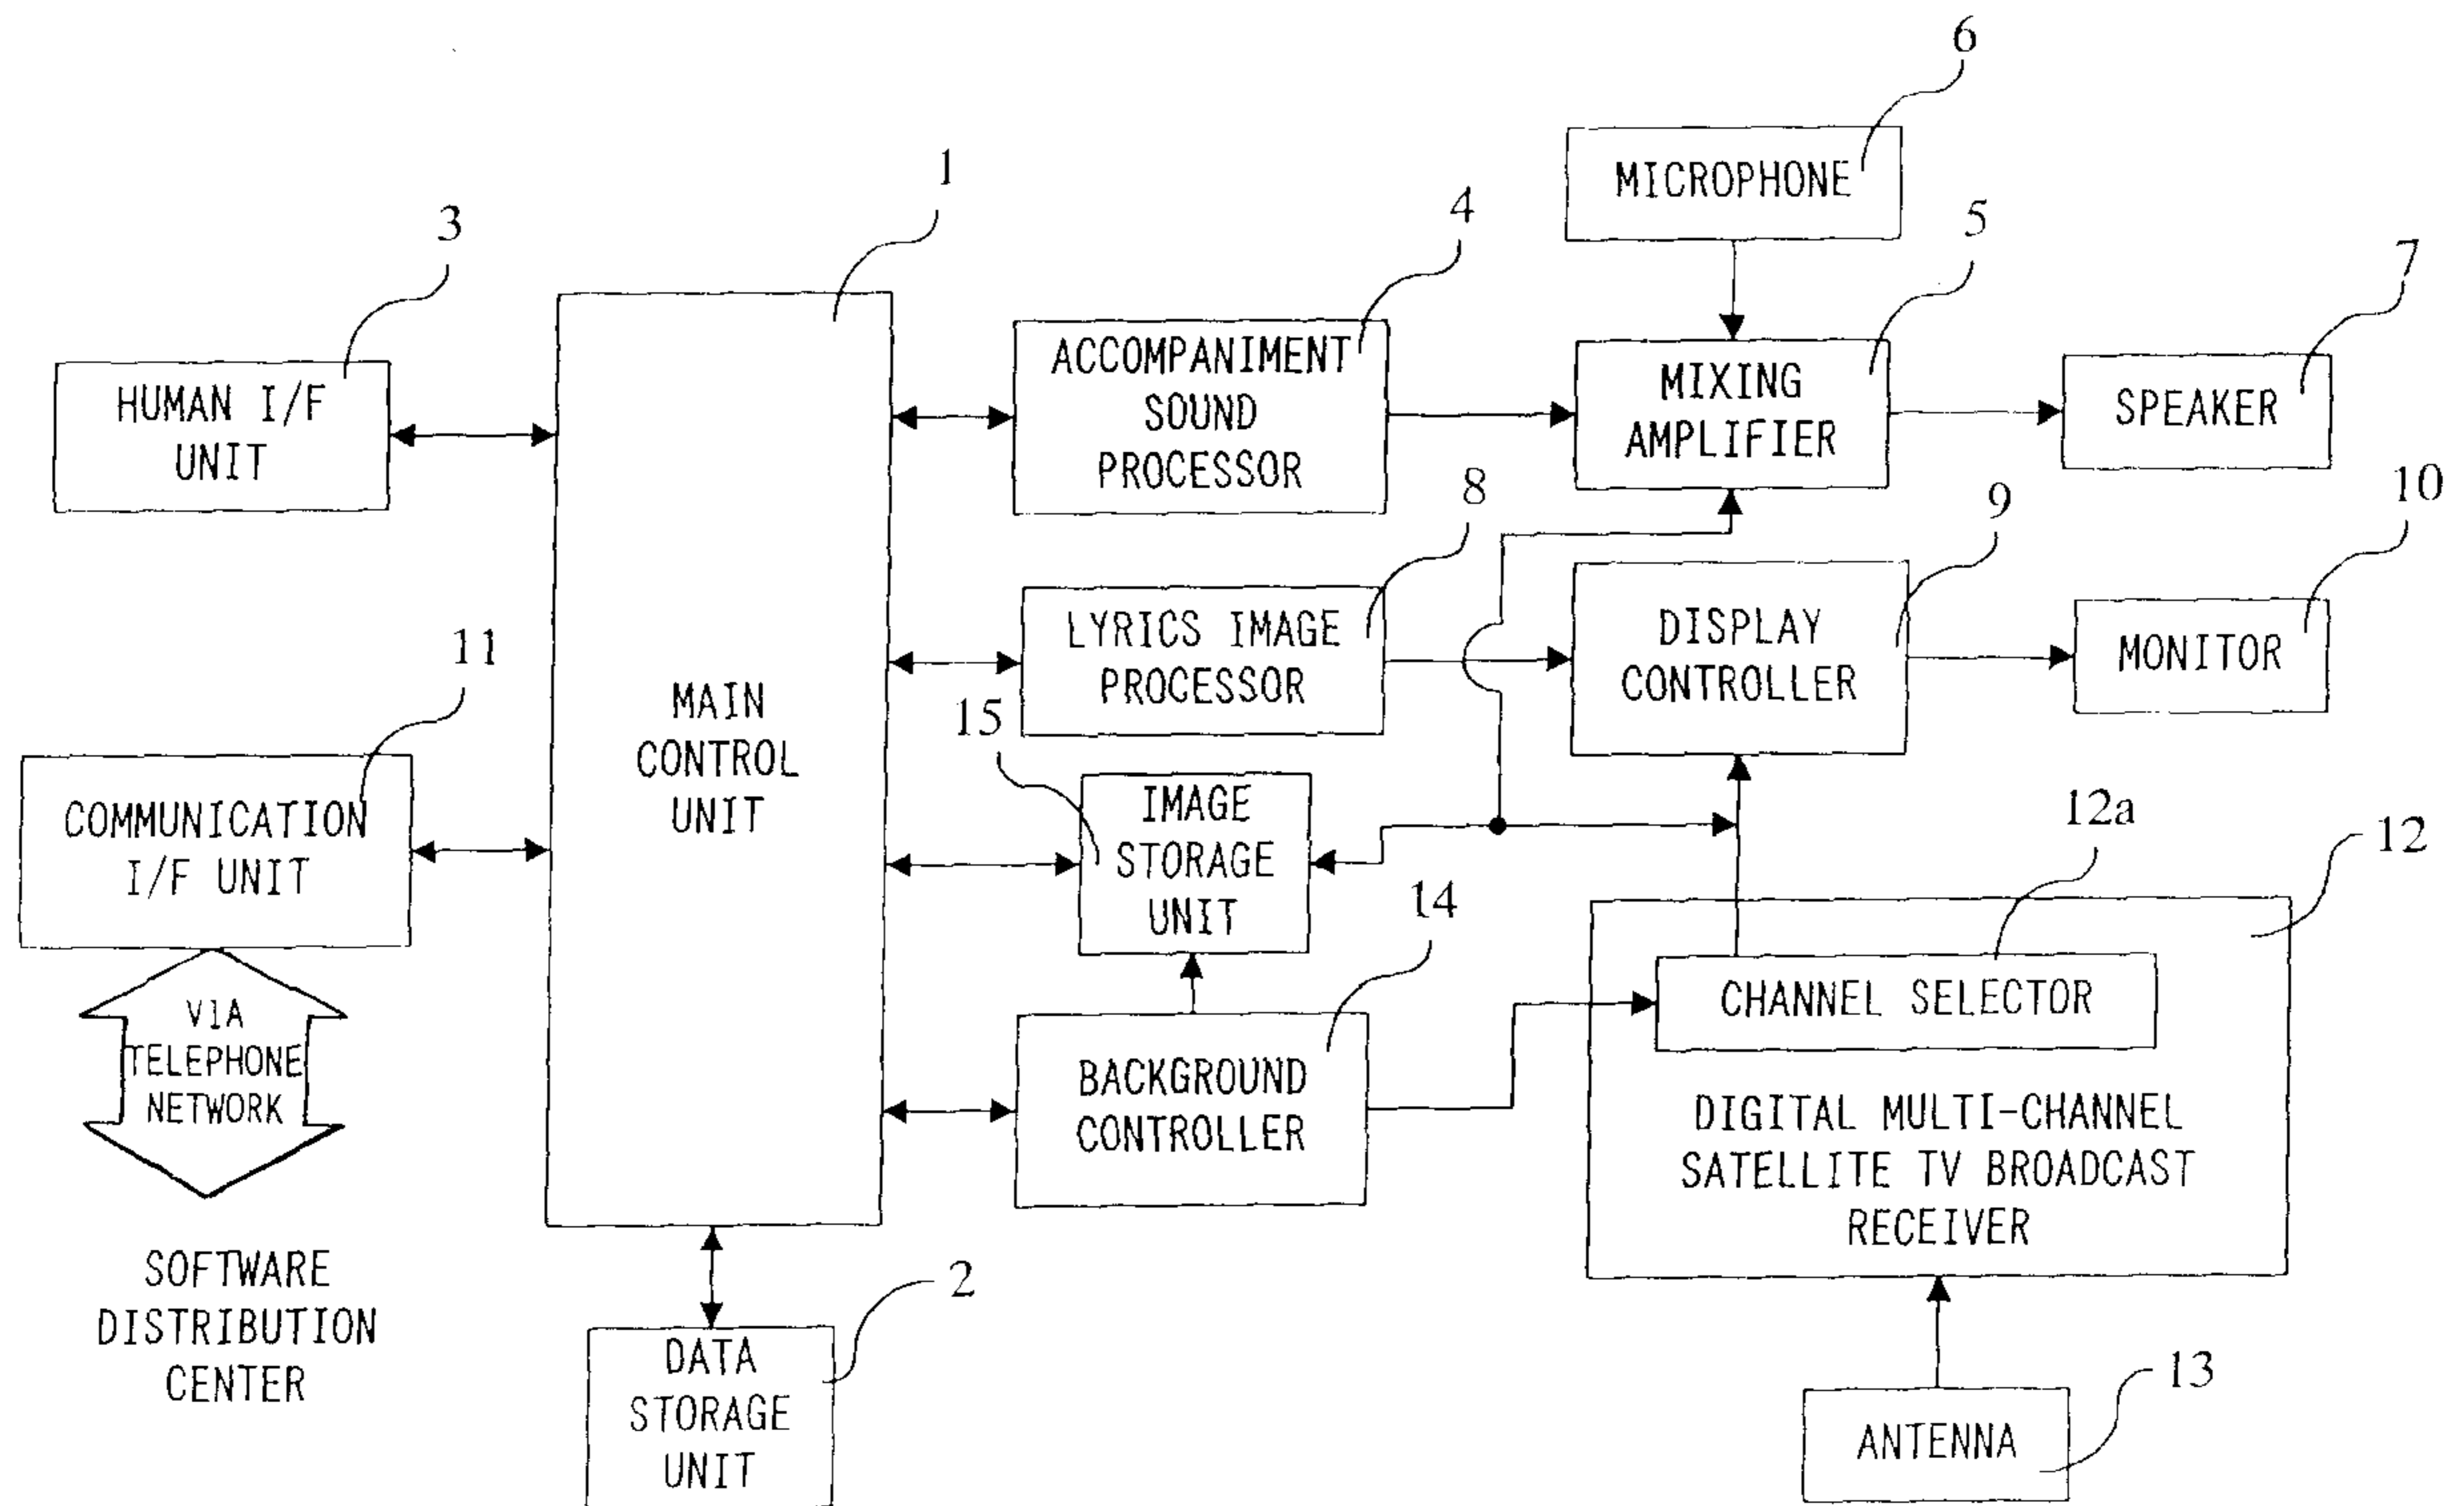 6
MICROPHONE
1
3
4
5
7
HUMAN I/F
UNIT
ACCOMPANIMENT
SOUND
PROCESSOR
MIXING
AMPLIFIER
SPEAKER
8
9
10
LYRICS IMAGE
PROCESSOR
DISPLAY
CONTROLLER
MONITOR
11
MAIN
CONTROL
UNIT
15
COMMUNICATION
I/F UNIT
IMAGE
STORAGE
UNIT
12a
12
14
CHANNEL SELECTOR
VIA
TELEPHONE
NETWORK
BACKGROUND
CONTROLLER
DIGITAL MULTI-CHANNEL
SATELLITE TV BROADCAST
RECEIVER
SOFTWARE
DISTRIBUTION
CENTER
2
DATA
STORAGE
UNIT
13
ANTENNA